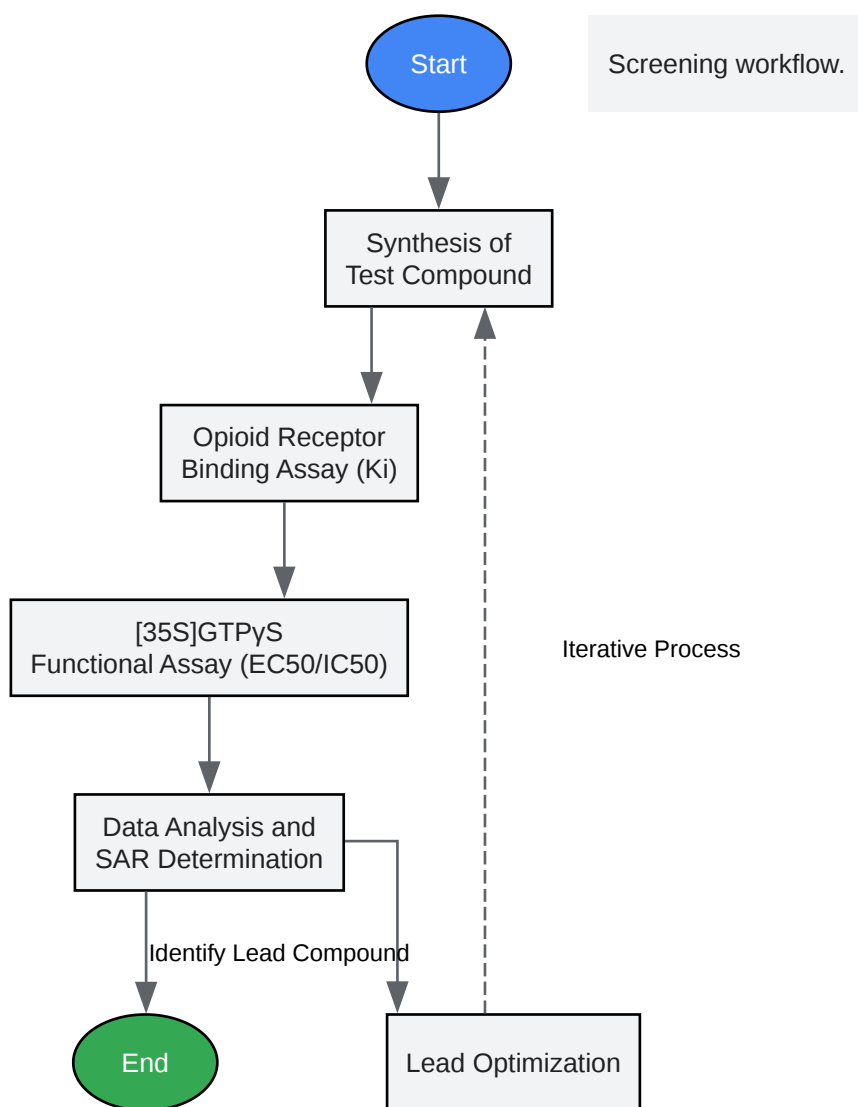 Start
Screening workflow.
Synthesis of
Test Compound
Opioid Receptor
Binding Assay (Ki)
[35S]GTPγS
Functional Assay (EC50/IC50)
Iterative Process
Data Analysis and
SAR Determination
Identify Lead Compound
End
Lead Optimization